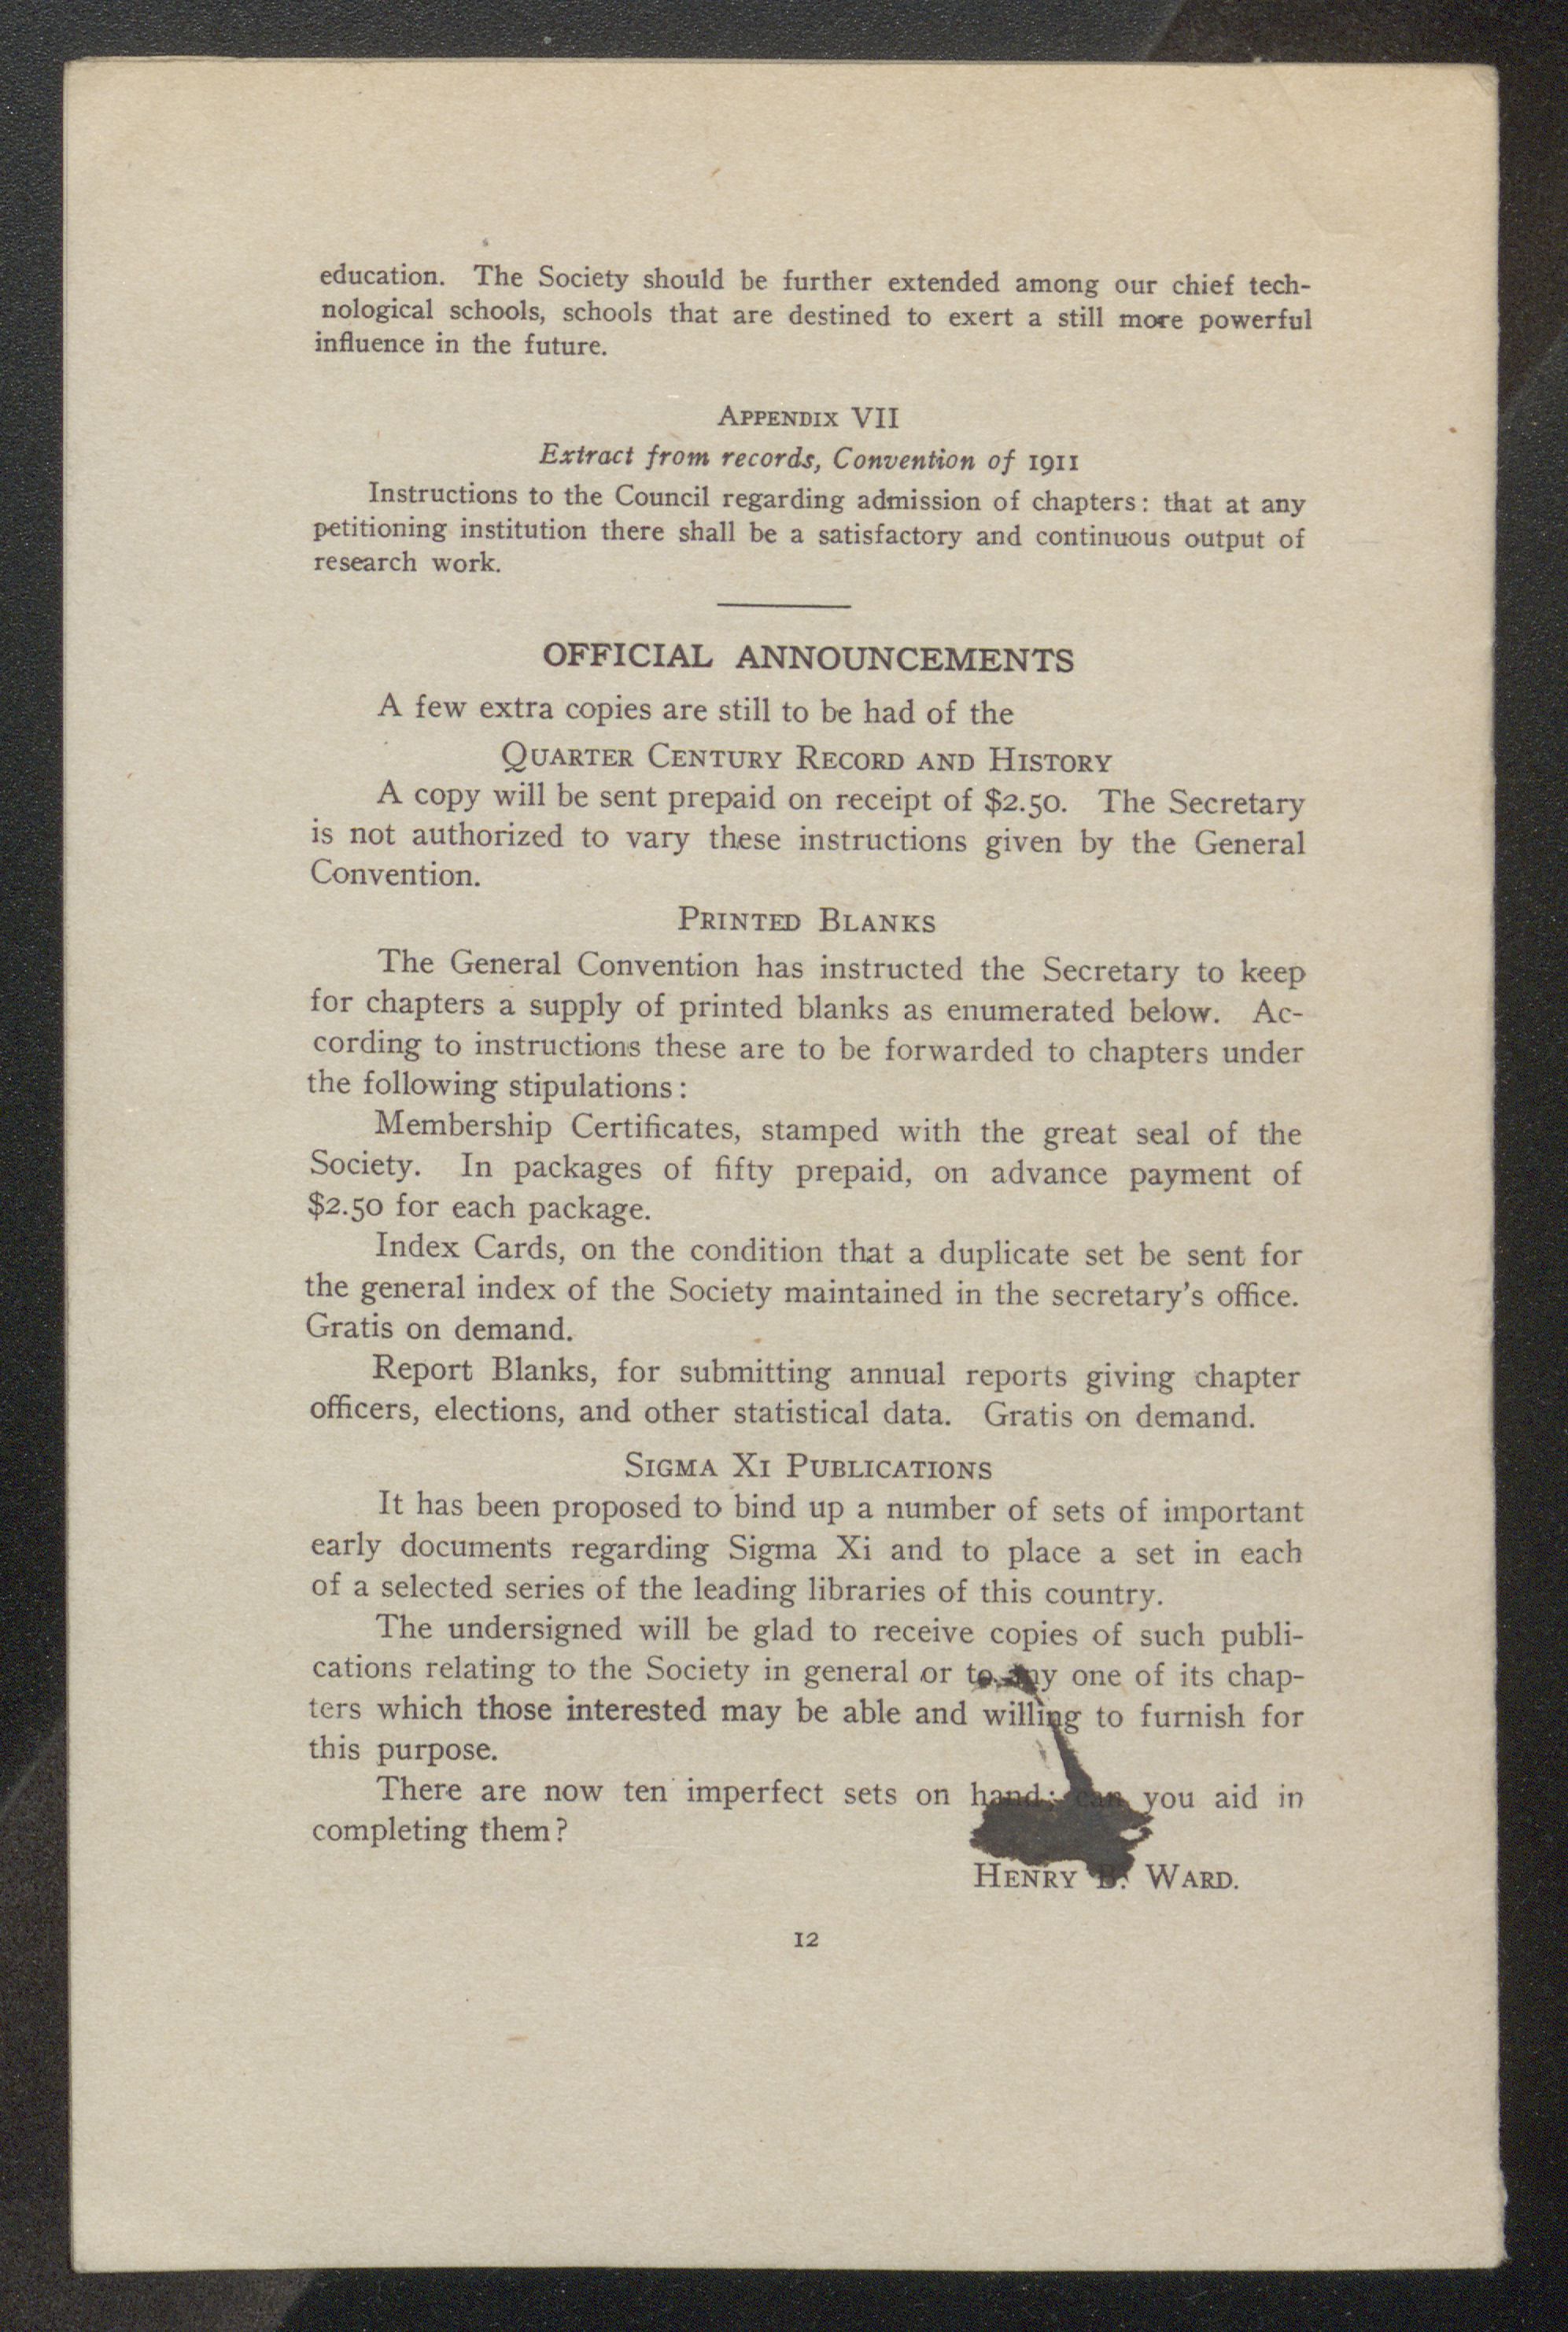 education. The Society should be further extended among our chief tech-
nological schools, schools that are destined to exert a still more powerful
influence in the future.
APPENDIX VII
Extract from records, Convention of 1911
Instructions to the Council regarding admission of chapters: that at any
petitioning institution there shall be a satisfactory and continuous output of
research work.
OFFICIAL ANNOUNCEMENTS
A few extra copies are still to be had of the
QUARTER CENTURY RECORD AND HISTORY
A copy will be sent prepaid on receipt of $2.50. The Secretary
is not authorized to vary these instructions given by the General
Convention.
PRINTED BLANKS
The General Convention has instructed the Secretary to keep
for chapters a supply of printed blanks as enumerated below. Ac-
cording to instructions these are to be forwarded to chapters under
the following stipulations:
Membership Certificates, stamped with the great seal of the
Society. In packages of fifty prepaid, on advance payment of
$2.50 for each package.
Index Cards, on the condition that a duplicate set be sent for
the general index of the Society maintained in the secretary's office.
Gratis on demand.
Report Blanks, for submitting annual reports giving chapter
officers, elections, and other statistical data. Gratis on demand.
SIGMA XI PUBLICATIONS
It has been proposed to bind up a number of sets of important
early documents regarding Sigma Xi and to place a set in each
of a selected series of the leading libraries of this country.
The undersigned will be glad to receive copies of such publi-
cations relating to the Society in general or to any one of its chap-
ters which those interested may be able and willing to furnish for
this purpose.
There are now ten imperfect sets on hand; can you aid in
completing them?
HENRY B. WARD.
12